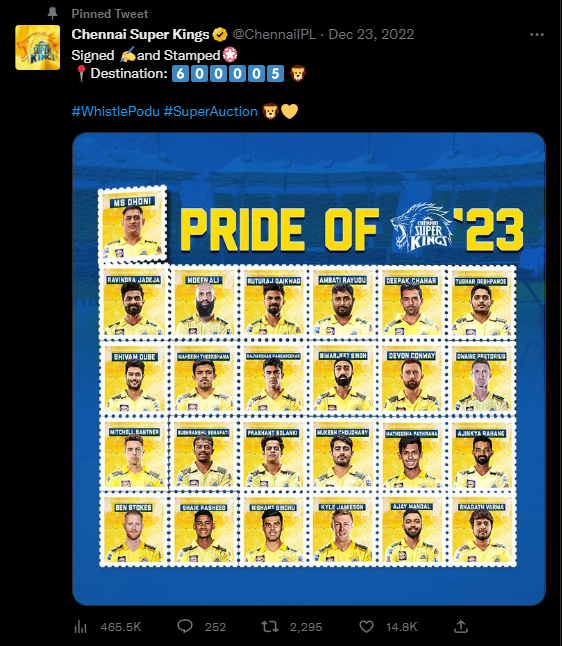 Pinned Tweet
Chennai Super Kings @ChennaiIPL · Dec 23, 2022
Signed ✍️and Stamped💮
📍Destination: 6️⃣0️⃣0️⃣0️⃣0️⃣5️⃣ 🦁
#WhistlePodu #SuperAuction 🦁💛
MS DHONI
PRIDE OF CHENNAI SUPER KINGS '23
RAVINDRA JADEJA MOEEN ALI RUTURAJ GAIKWAD AMBATI RAYUDU DEEPAK CHAHAR TUSHAR DESHPANDE
SHIVAM DUBE MAHEESH THEEKSHANA RAJVARDHAN HANGARGEKAR SIMARJEET SINGH DEVON CONWAY DWAINE PRETORIUS
MITCHELL SANTNER SUBHRANSHU SENAPATI PRASHANT SOLANKI MUKESH CHOUDHARY MATHEESHA PATHIRANA AJINKYA RAHANE
BEN STOKES SHAIK RASHEED NISHANT SINDHU KYLE JAMIESON AJAY MANDAL BHAGATH VARMA
465.5K 252 2,295 14.8K